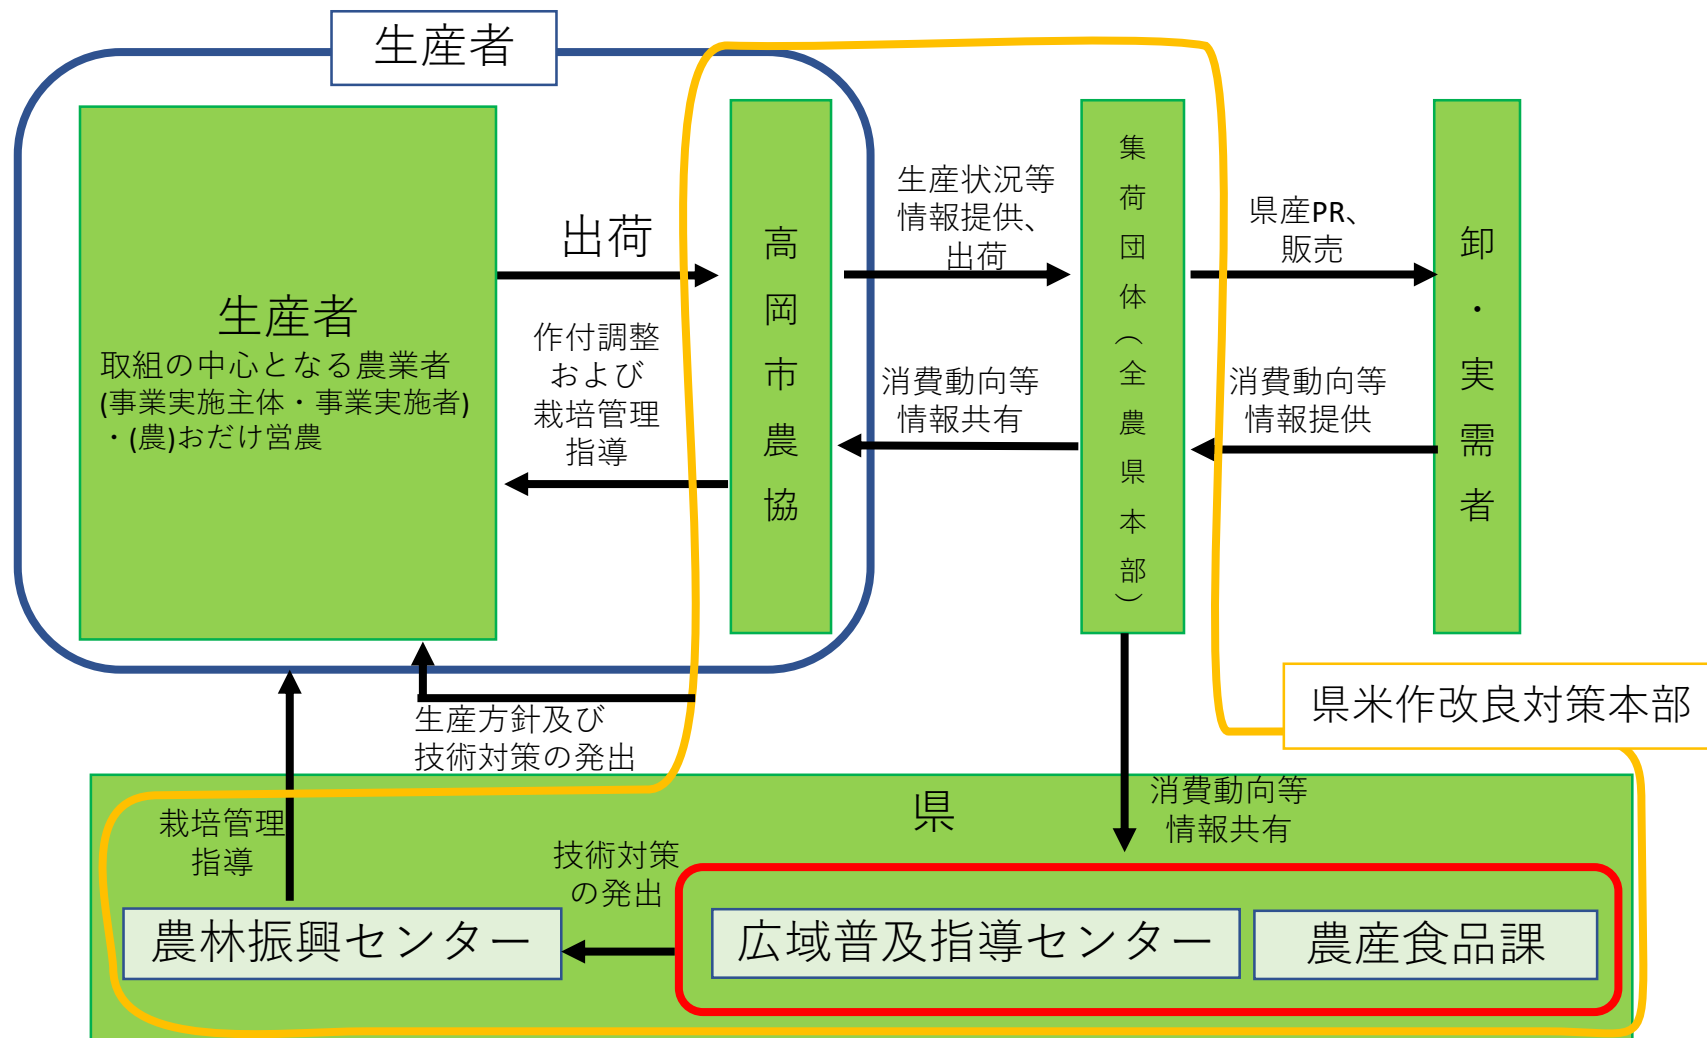 生産者
生産者
取組の中心となる農業者
(事業実施主体・事業実施者)
・(農)おだけ営農
出荷
作付調整
および
栽培管理
指導
高岡市農協
生産状況等
情報提供、
出荷
消費動向等
情報共有
集荷団体(全農県本部)
県産PR、
販売
消費動向等
情報提供
卸・実需者
県米作改良対策本部
生産方針及び
技術対策の発出
消費動向等
情報共有
県
栽培管理
指導
技術対策
の発出
農林振興センター
広域普及指導センター
農産食品課